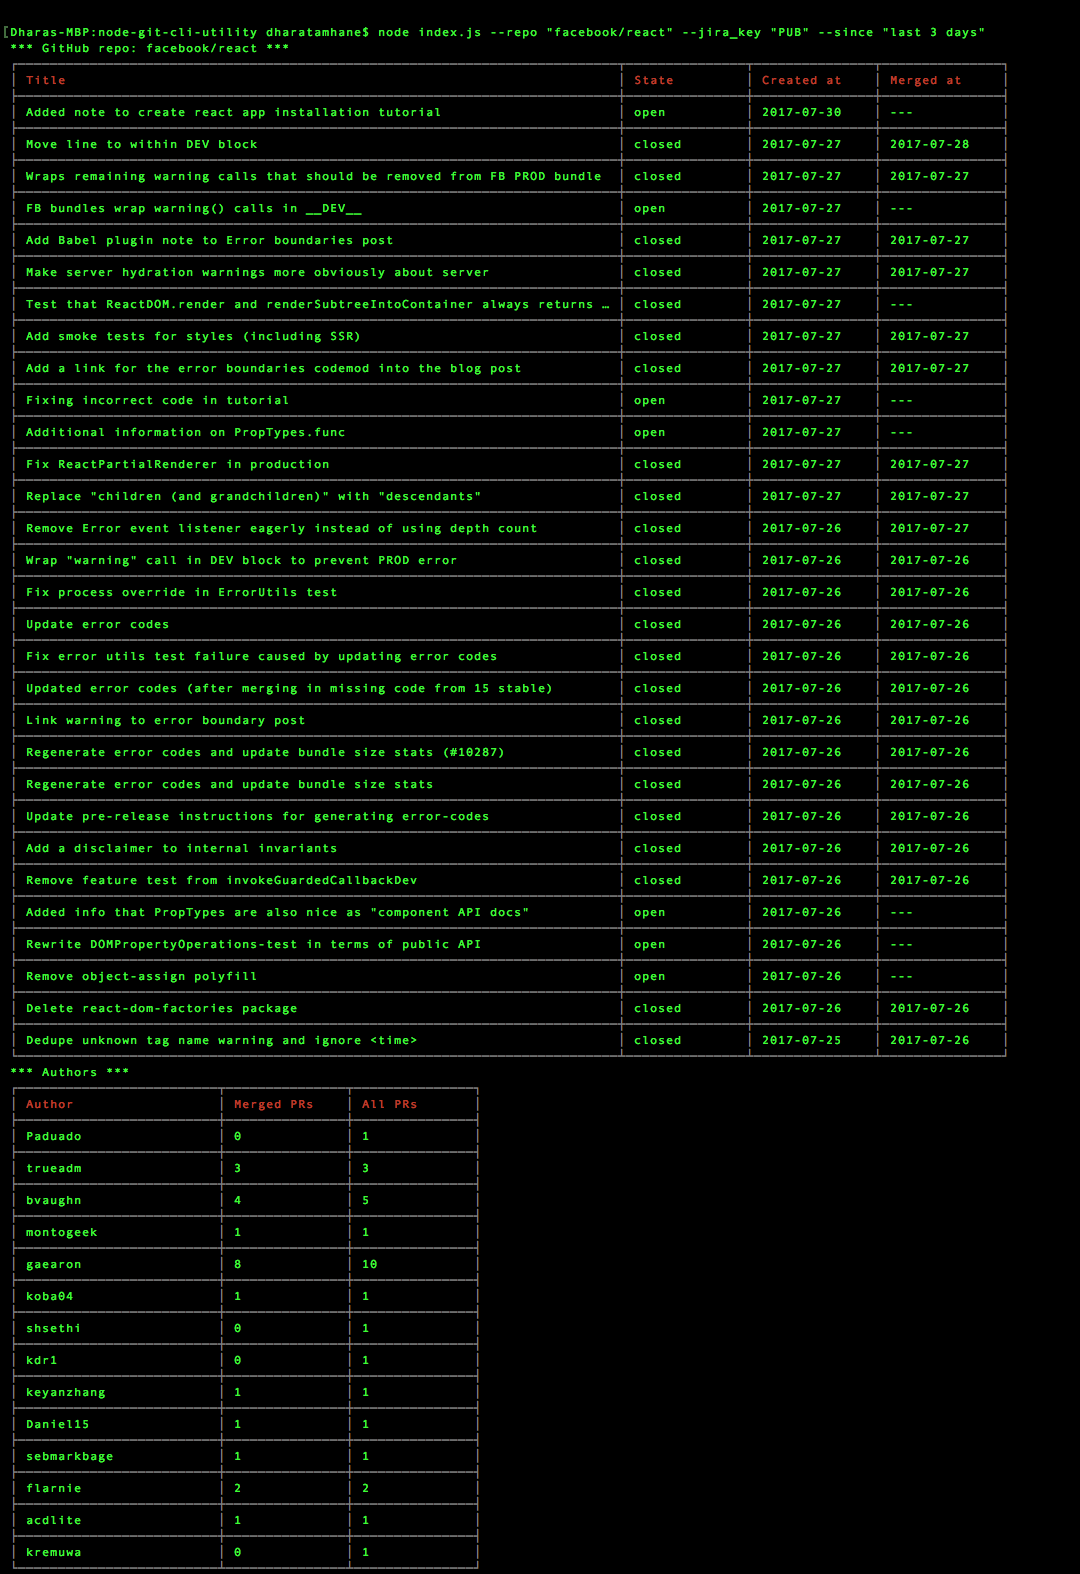 [Dharas-MBP:node-git-cli-utility dharatamhane$ node index.js --repo "facebook/react" --jira_key "PUB" --since "last 3 days"
*** GitHub repo: facebook/react ***
Title State Created at Merged at
Added note to create react app installation tutorial open 2017-07-30 ---
Move line to within DEV block closed 2017-07-27 2017-07-28
Wraps remaining warning calls that should be removed from FB PROD bundle closed 2017-07-27 2017-07-27
FB bundles wrap warning() calls in __DEV__ open 2017-07-27 ---
Add Babel plugin note to Error boundaries post closed 2017-07-27 2017-07-27
Make server hydration warnings more obviously about server closed 2017-07-27 2017-07-27
Test that ReactDOM.render and renderSubtreeIntoContainer always returns … closed 2017-07-27 ---
Add smoke tests for styles (including SSR) closed 2017-07-27 2017-07-27
Add a link for the error boundaries codemod into the blog post closed 2017-07-27 2017-07-27
Fixing incorrect code in tutorial open 2017-07-27 ---
Additional information on PropTypes.func open 2017-07-27 ---
Fix ReactPartialRenderer in production closed 2017-07-27 2017-07-27
Replace "children (and grandchildren)" with "descendants" closed 2017-07-27 2017-07-27
Remove Error event listener eagerly instead of using depth count closed 2017-07-26 2017-07-27
Wrap "warning" call in DEV block to prevent PROD error closed 2017-07-26 2017-07-26
Fix process override in ErrorUtils test closed 2017-07-26 2017-07-26
Update error codes closed 2017-07-26 2017-07-26
Fix error utils test failure caused by updating error codes closed 2017-07-26 2017-07-26
Updated error codes (after merging in missing code from 15 stable) closed 2017-07-26 2017-07-26
Link warning to error boundary post closed 2017-07-26 2017-07-26
Regenerate error codes and update bundle size stats (#10287) closed 2017-07-26 2017-07-26
Regenerate error codes and update bundle size stats closed 2017-07-26 2017-07-26
Update pre-release instructions for generating error-codes closed 2017-07-26 2017-07-26
Add a disclaimer to internal invariants closed 2017-07-26 2017-07-26
Remove feature test from invokeGuardedCallbackDev closed 2017-07-26 2017-07-26
Added info that PropTypes are also nice as "component API docs" open 2017-07-26 ---
Rewrite DOMPropertyOperations-test in terms of public API open 2017-07-26 ---
Remove object-assign polyfill open 2017-07-26 ---
Delete react-dom-factories package closed 2017-07-26 2017-07-26
Dedupe unknown tag name warning and ignore <time> closed 2017-07-25 2017-07-26
*** Authors ***
Author Merged PRs All PRs
Paduado 0 1
trueadm 3 3
bvaughn 4 5
montogeek 1 1
gaearon 8 10
koba04 1 1
shsethi 0 1
kdr1 0 1
keyanzhang 1 1
Daniel15 1 1
sebmarkbage 1 1
flarnie 2 2
acdlite 1 1
kremuwa 0 1